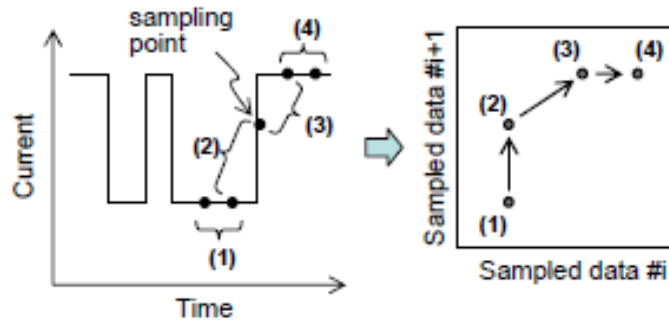 sampling
point
(4)
(3)
(2)
(1)
Current
Time
(3)
(4)
(2)
(1)
Sampled data #i+1
Sampled data #i